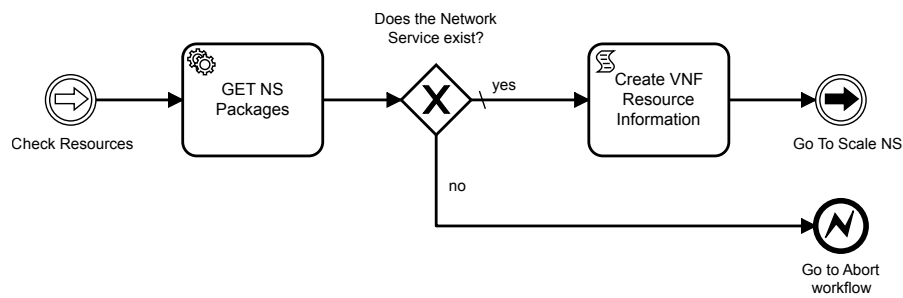 Does the Network
Service exist?
GET NS
Packages
yes
Create VNF
Resource
Information
Check Resources
Go To Scale NS
no
Go to Abort
workflow